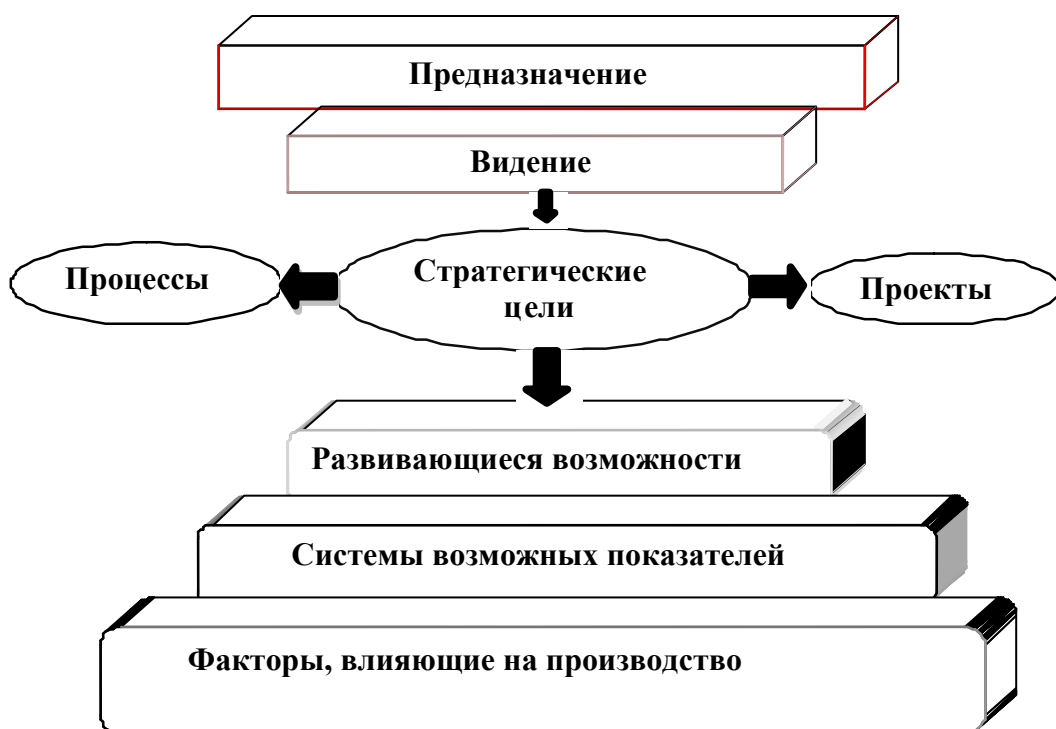 Предназначение
Видение
Процессы
Стратегические
цели
Проекты
Развивающиеся возможности
Системы возможных показателей
Факторы, влияющие на производство